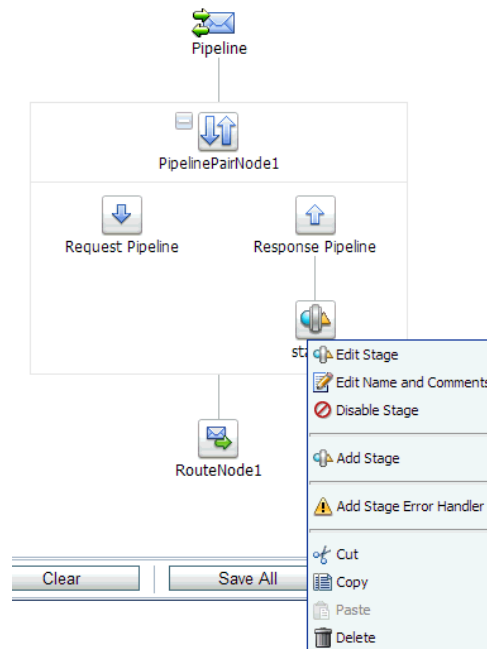 Pipeline
PipelinePairNode1
Request Pipeline
Response Pipeline
Edit Stage
Edit Name and Comments
Disable Stage
Add Stage
RouteNode1
Add Stage Error Handler
Cut
Clear
Save All
Copy
Paste
Delete